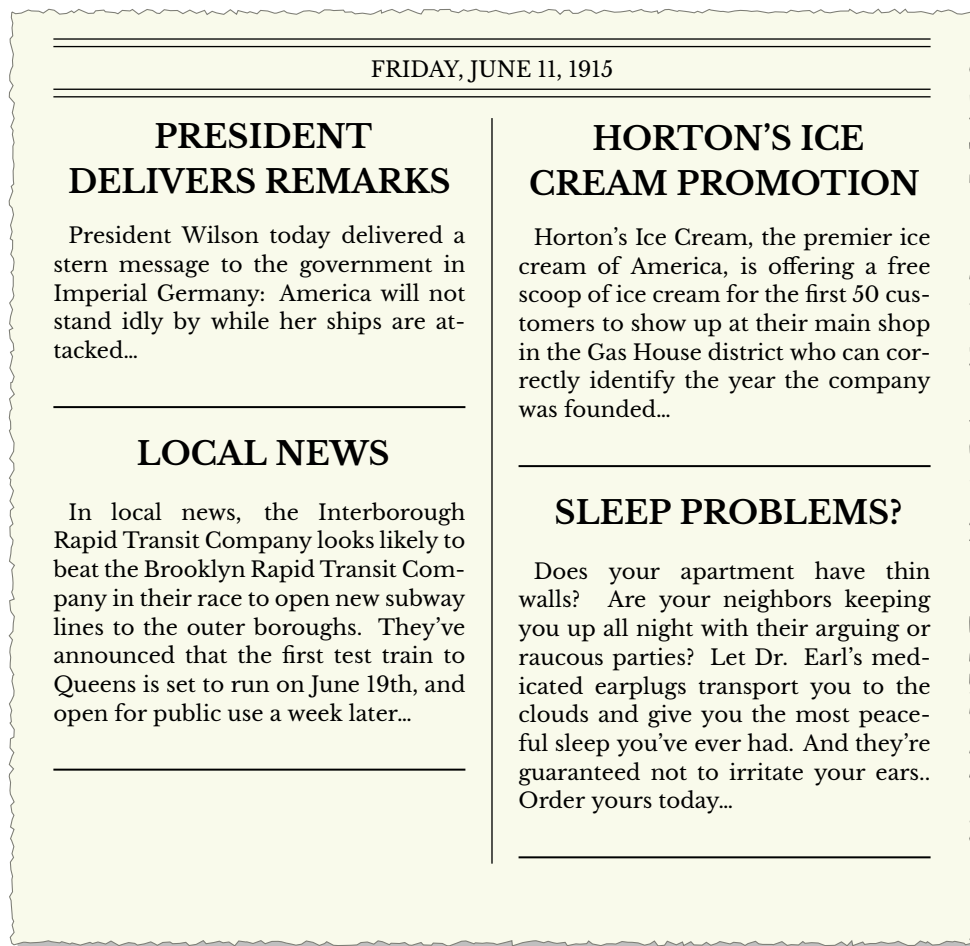 FRIDAY, JUNE 11, 1915
PRESIDENT
DELIVERS REMARKS
President Wilson today delivered a
stern message to the government in
Imperial Germany: America will not
stand idly by while her ships are at-
tacked...
LOCAL NEWS
In local news, the Interborough
Rapid Transit Company looks likely to
beat the Brooklyn Rapid Transit Com-
pany in their race to open new subway
lines to the outer boroughs. They’ve
announced that the first test train to
Queens is set to run on June 19th, and
open for public use a week later...
HORTON’S ICE
CREAM PROMOTION
Horton’s Ice Cream, the premier ice
cream of America, is offering a free
scoop of ice cream for the first 50 cus-
tomers to show up at their main shop
in the Gas House district who can cor-
rectly identify the year the company
was founded...
SLEEP PROBLEMS?
Does your apartment have thin
walls? Are your neighbors keeping
you up all night with their arguing or
raucous parties? Let Dr. Earl’s med-
icated earplugs transport you to the
clouds and give you the most peace-
ful sleep you’ve ever had. And they’re
guaranteed not to irritate your ears..
Order yours today...